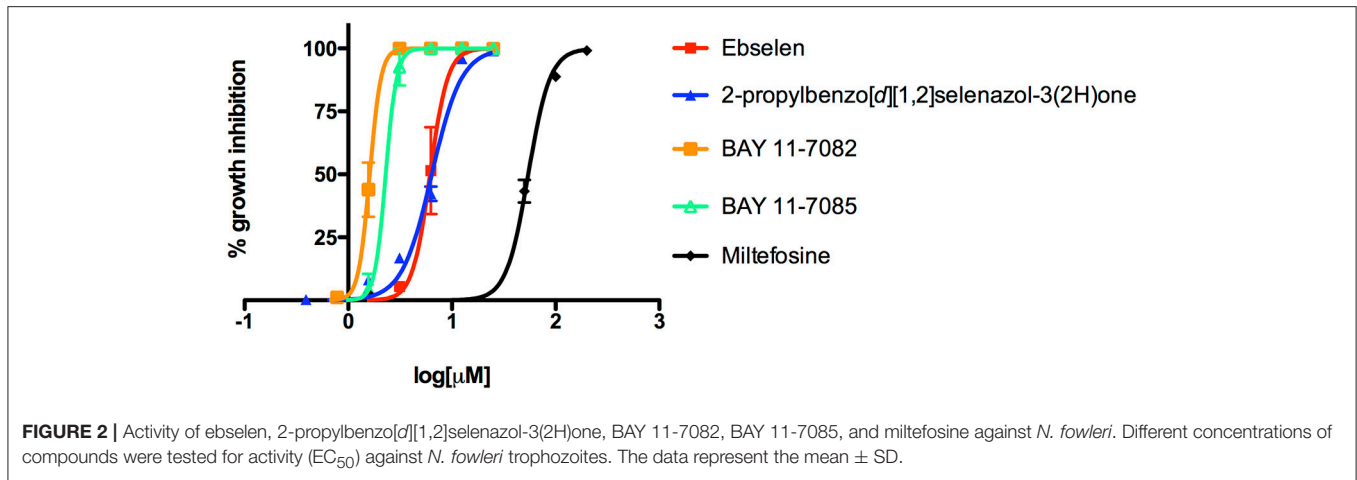 100
75
50
25
% growth inhibition
-1 0 1 2 3
log[μM]
Ebselen
2-propylbenzo[d][1,2]selenazol-3(2H)one
BAY 11-7082
BAY 11-7085
Miltefosine
FIGURE 2 | Activity of ebselen, 2-propylbenzo[d][1,2]selenazol-3(2H)one, BAY 11-7082, BAY 11-7085, and miltefosine against N. fowleri. Different concentrations of
compounds were tested for activity (EC50) against N. fowleri trophozoites. The data represent the mean ± SD.